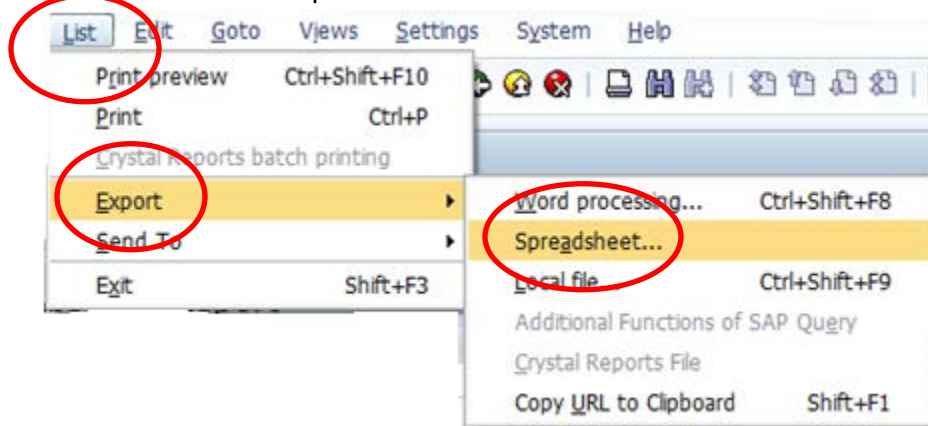 List Edit Goto Views Settings System Help
Print preview Ctrl+Shift+F10
Print Ctrl+P
Crystal Reports batch printing
Export
Send To
Exit Shift+F3
Word processing... Ctrl+Shift+F8
Spreadsheet...
Local file... Ctrl+Shift+F9
Additional Functions of SAP Query
Crystal Reports File
Copy URL to Clipboard Shift+F1